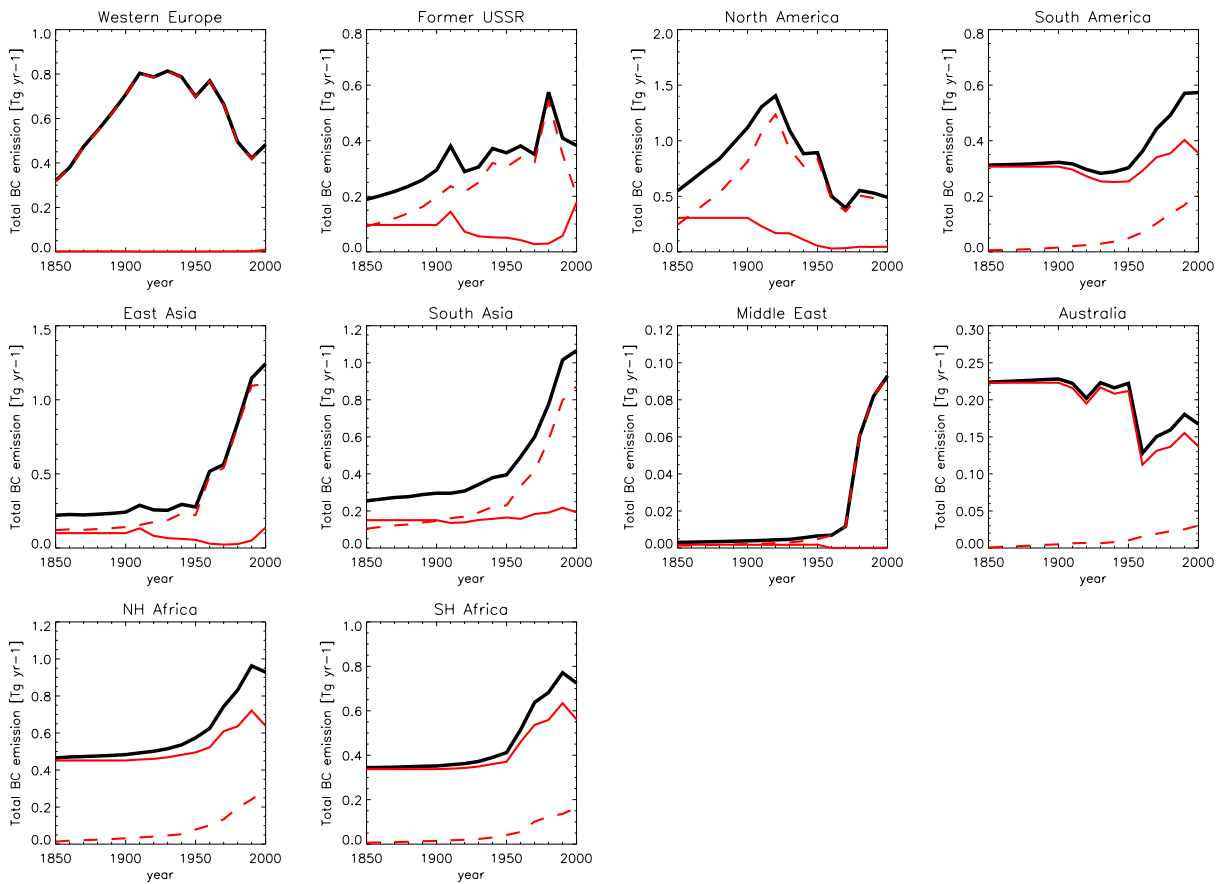 Western Europe
Total BC emission [Tg yr−1]
1.0
0.8
0.6
0.4
0.2
0.0
1850 1900 1950 2000
year
Former USSR
Total BC emission [Tg yr−1]
0.8
0.6
0.4
0.2
0.0
1850 1900 1950 2000
year
North America
Total BC emission [Tg yr−1]
2.0
1.5
1.0
0.5
0.0
1850 1900 1950 2000
year
South America
Total BC emission [Tg yr−1]
0.8
0.6
0.4
0.2
0.0
1850 1900 1950 2000
year
East Asia
Total BC emission [Tg yr−1]
1.5
1.0
0.5
0.0
1850 1900 1950 2000
year
South Asia
Total BC emission [Tg yr−1]
1.2
1.0
0.8
0.6
0.4
0.2
0.0
1850 1900 1950 2000
year
Middle East
Total BC emission [Tg yr−1]
0.12
0.10
0.08
0.06
0.04
0.02
0.00
1850 1900 1950 2000
year
Australia
Total BC emission [Tg yr−1]
0.30
0.25
0.20
0.15
0.10
0.05
0.00
1850 1900 1950 2000
year
NH Africa
Total BC emission [Tg yr−1]
1.2
1.0
0.8
0.6
0.4
0.2
0.0
1850 1900 1950 2000
year
SH Africa
Total BC emission [Tg yr−1]
1.0
0.8
0.6
0.4
0.2
0.0
1850 1900 1950 2000
year